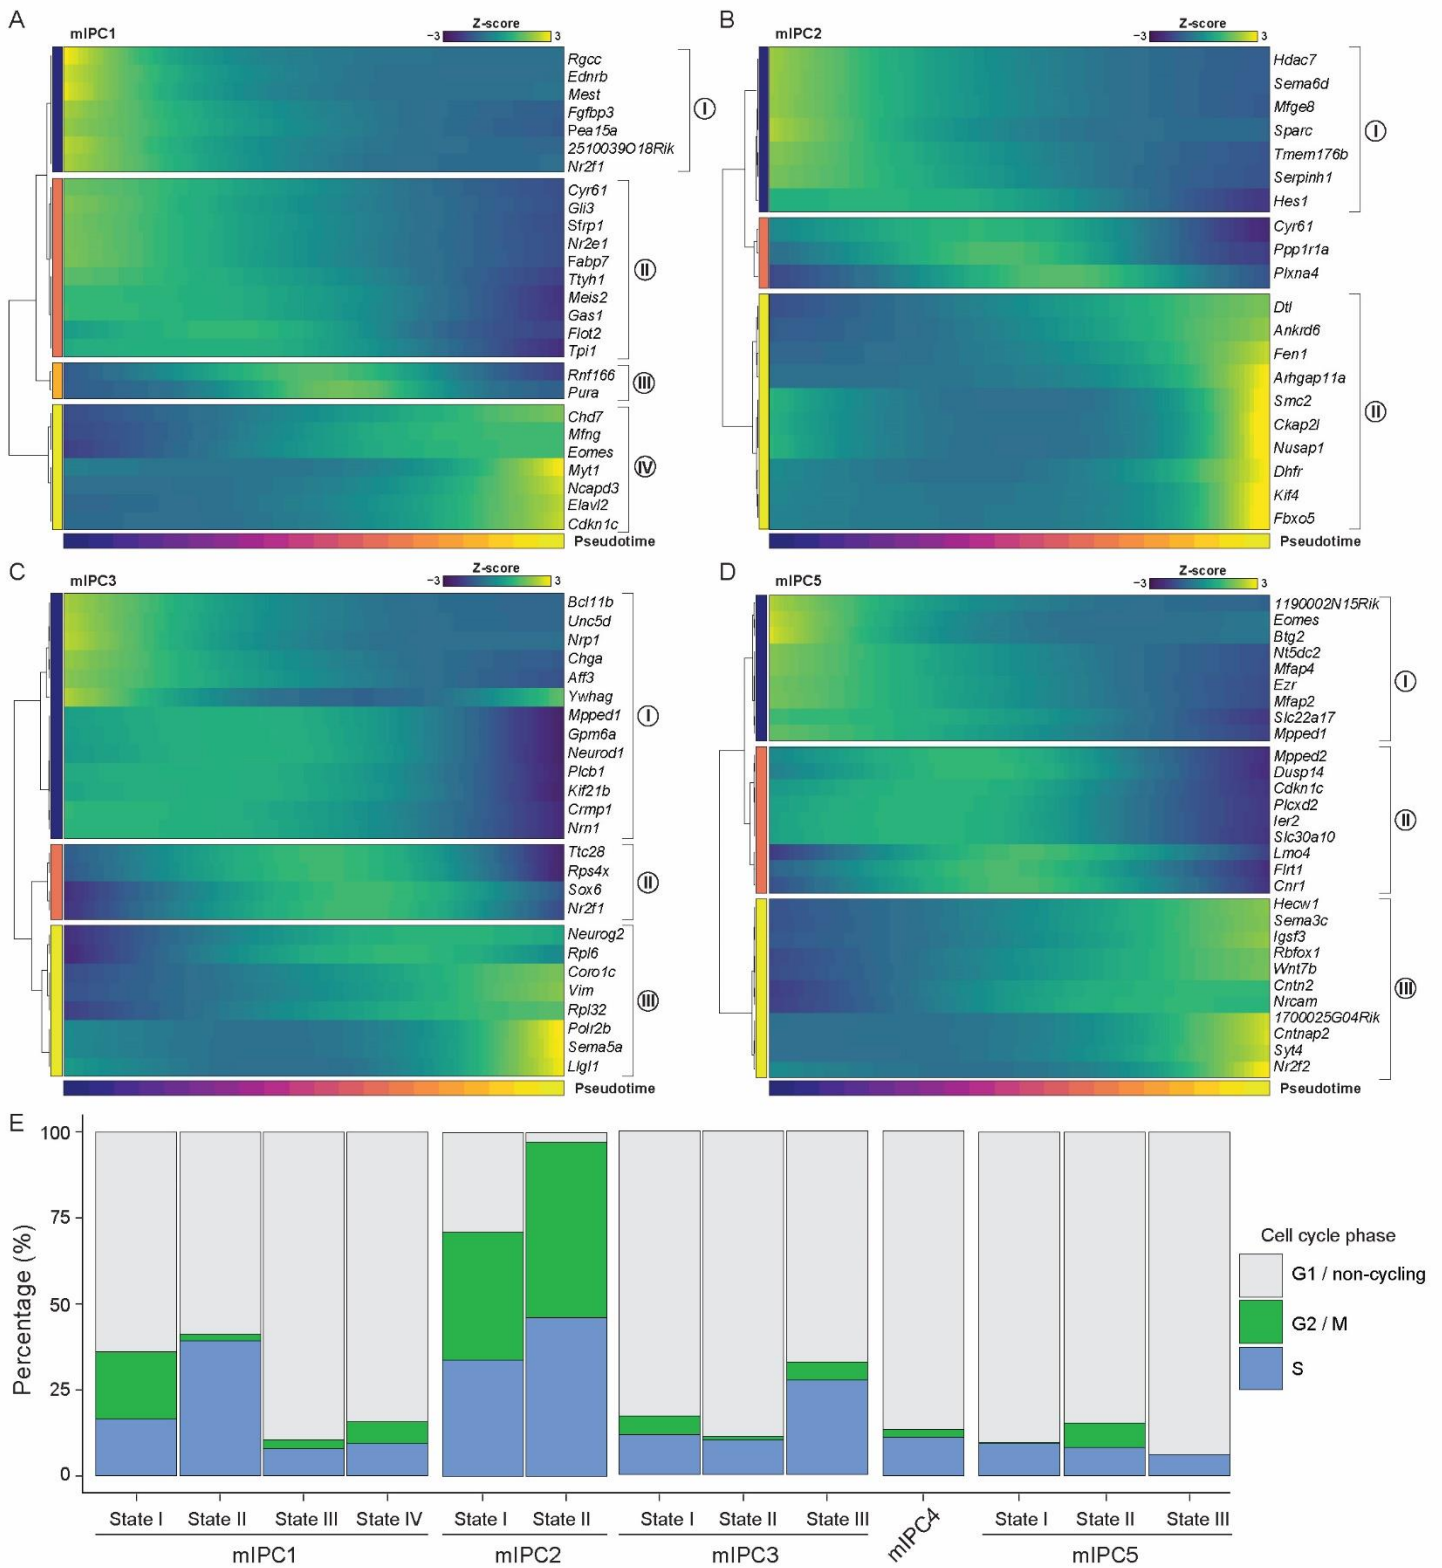 A
mIPC1
Z-score
−3 3
Rgcc
Ednrb
Mest
Fgfbp3
Pea15a
2510039O18Rik
Nr2f1
I
Cyr61
Gli3
Sfrp1
Nr2e1
Fabp7
Ttyh1
Meis2
Gas1
Flot2
Tpi1
II
Rnf166
Pura
III
Chd7
Mfng
Eomes
Myt1
Ncapd3
Elavl2
Cdkn1c
IV
Pseudotime
B
mIPC2
Z-score
−3 3
Hdac7
Sema6d
Mfge8
Sparc
Tmem176b
Serpinh1
Hes1
I
Cyr61
Ppp1r1a
Plxna4
Dtl
Ankrd6
Fen1
Arhgap11a
Smc2
Ckap2l
Nusap1
Dhfr
Kif4
Fbxo5
II
Pseudotime
C
mIPC3
Z-score
−3 3
Bcl11b
Unc5d
Nrp1
Chga
Aff3
Ywhag
Mpped1
Gpm6a
Neurod1
Plcb1
Kif21b
Crmp1
Nrn1
I
Ttc28
Rps4x
Sox6
Nr2f1
II
Neurog2
Rpl6
Coro1c
Vim
Rpl32
Polr2b
Sema5a
Llgl1
III
Pseudotime
D
mIPC5
Z-score
−3 3
1190002N15Rik
Eomes
Btg2
Nt5dc2
Mfap4
Ezr
Mfap2
Slc22a17
Mpped1
I
Mpped2
Dusp14
Cdkn1c
Plcxd2
Ier2
Slc30a10
Lmo4
Flrt1
Cnr1
II
Hecw1
Sema3c
Igsf3
Rbfox1
Wnt7b
Cntn2
Nrcam
1700025G04Rik
Cntnap2
Syt4
Nr2f2
III
Pseudotime
E
Percentage (%)
100
75
50
25
0
State I State II State III State IV State I State II State I State II State III mIPC4 State I State II State III
mIPC1 mIPC2 mIPC3 mIPC5
Cell cycle phase
G1 / non-cycling
G2 / M
S